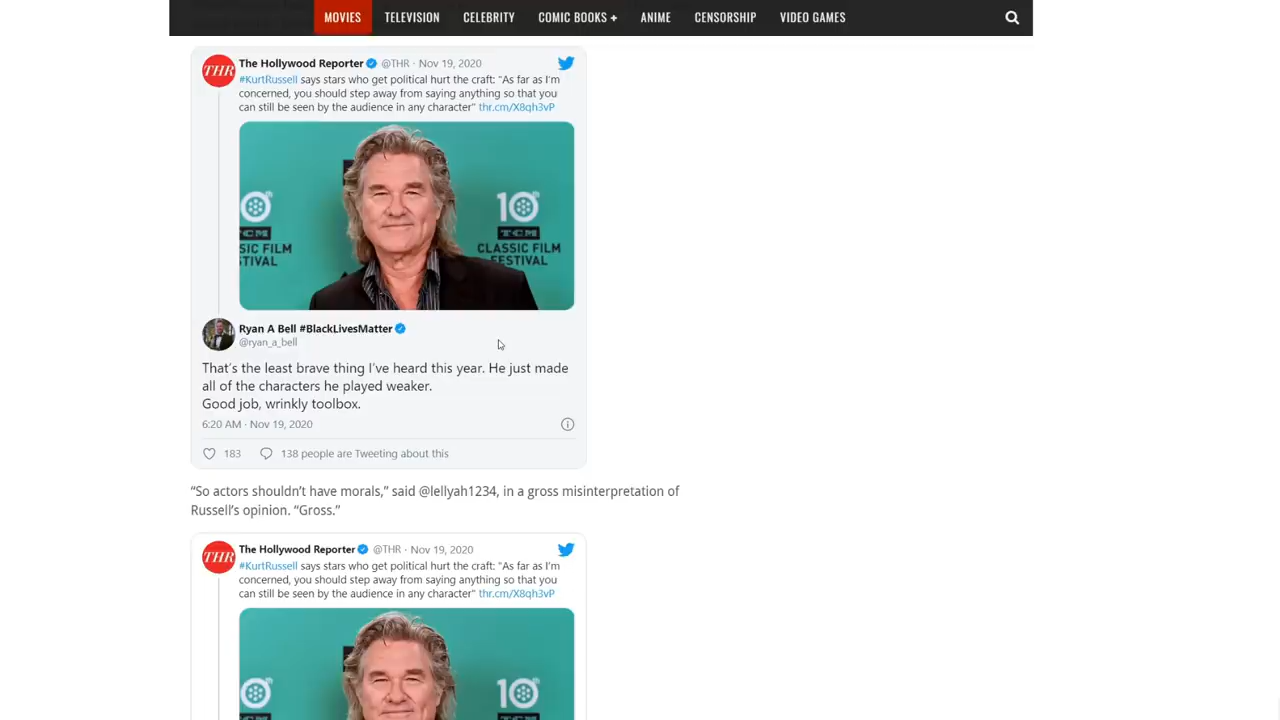 MOVIES TELEVISION CELEBRITY COMIC BOOKS + ANIME CENSORSHIP VIDEO GAMES
THR
The Hollywood Reporter @THR · Nov 19, 2020
#KurtRussell says stars who get political hurt the craft: "As far as I'm
concerned, you should step away from saying anything so that you
can still be seen by the audience in any character" thr.cm/X8qh3vP
10th
TCM
SIC FILM
TIVAL
10th
TCM
CLASSIC FILM
FESTIVAL
Ryan A Bell #BlackLivesMatter
@ryan_a_bell
That's the least brave thing I've heard this year. He just made
all of the characters he played weaker.
Good job, wrinkly toolbox.
6:20 AM · Nov 19, 2020
183 138 people are Tweeting about this
“So actors shouldn’t have morals,” said @lellyah1234, in a gross misinterpretation of
Russell’s opinion. “Gross.”
THR
The Hollywood Reporter @THR · Nov 19, 2020
#KurtRussell says stars who get political hurt the craft: "As far as I'm
concerned, you should step away from saying anything so that you
can still be seen by the audience in any character" thr.cm/X8qh3vP
10th